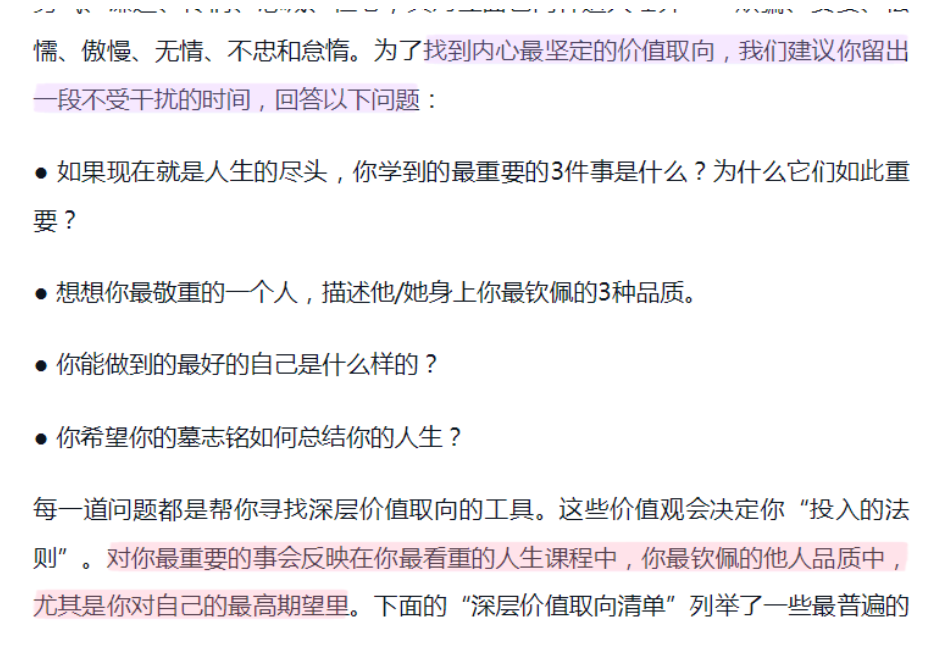 懦、傲慢、无情、不忠和怠惰。为了找到内心最坚定的价值取向，我们建议你留出
一段不受干扰的时间，回答以下问题：
● 如果现在就是人生的尽头，你学到的最重要的3件事是什么？为什么它们如此重
要？
● 想想你最敬重的一个人，描述他/她身上你最钦佩的3种品质。
● 你能做到的最好的自己是什么样的？
● 你希望你的墓志铭如何总结你的人生？
每一道问题都是帮你寻找深层价值取向的工具。这些价值观会决定你“投入的法
则”。对你最重要的事会反映在你最看重的人生课程中，你最钦佩的他人品质中，
尤其是你对自己的最高期望里。下面的“深层价值取向清单”列举了一些最普遍的